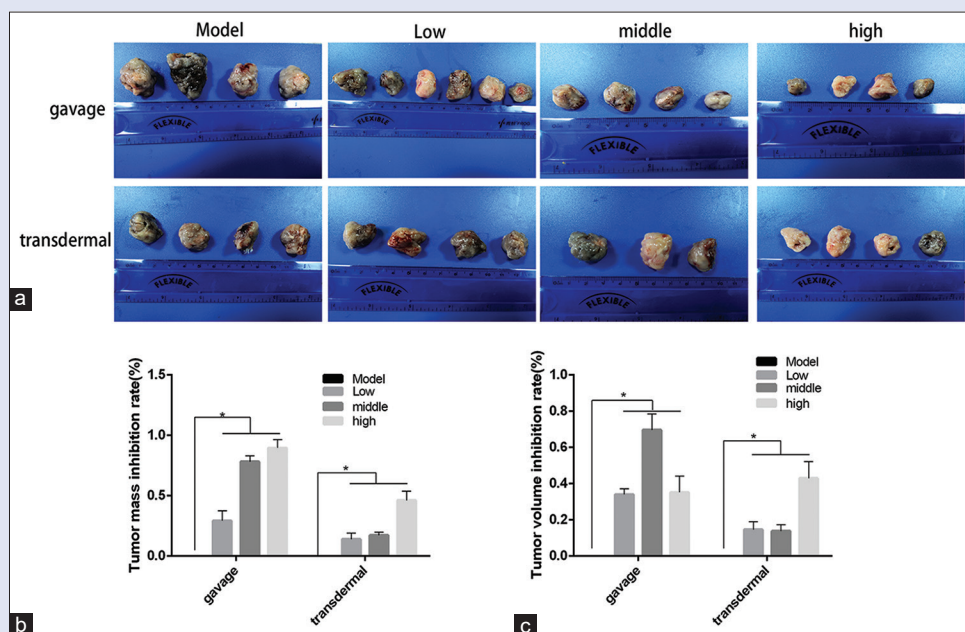 Model Low middle high
gavage
FLEXIBLE FLEXIBLE FLEXIBLE FLEXIBLE
transdermal
FLEXIBLE FLEXIBLE FLEXIBLE FLEXIBLE
a
Tumor mass inhibition rate(%)
1.5
1.0
0.5
0.0
Model
Low
middle
high
*
*
gavage
transdermal
b
Tumor volume inhibition rate(%)
1.0
0.8
0.6
0.4
0.2
0.0
Model
Low
middle
high
*
*
gavage
transdermal
c